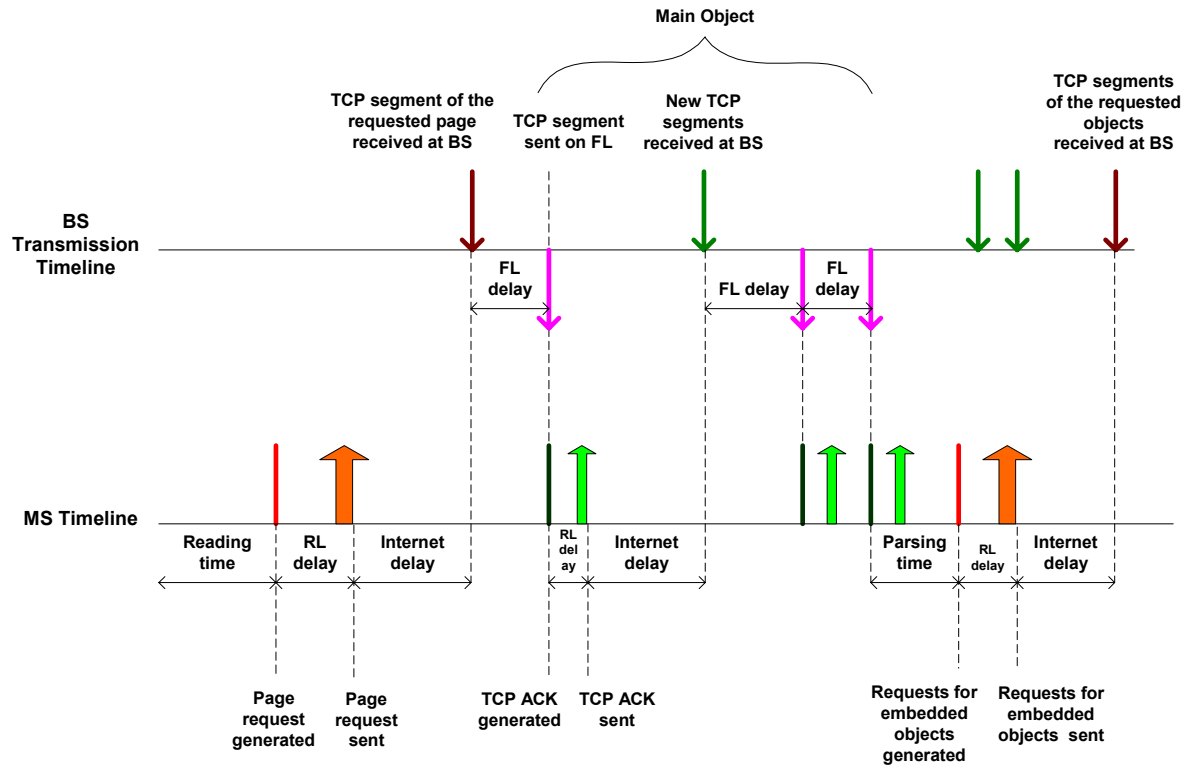 Main Object
TCP segment of the
requested page
received at BS
TCP segment
sent on FL
New TCP
segments
received at BS
TCP segments
of the requested
objects
received at BS
BS
Transmission
Timeline
FL
delay
FL delay
FL
delay
MS Timeline
Reading
time
RL
delay
Internet
delay
RL
del
ay
Internet
delay
Parsing
time
RL
delay
Internet
delay
Page
request
generated
Page
request
sent
TCP ACK
generated
TCP ACK
sent
Requests for
embedded
objects
generated
Requests for
embedded
objects sent